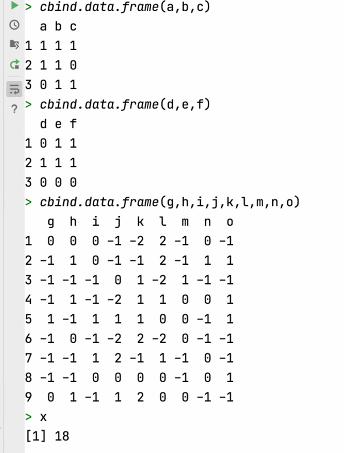 > cbind.data.frame(a,b,c)
  a b c
1 1 1 1
2 1 1 0
3 0 1 1
> cbind.data.frame(d,e,f)
  d e f
1 0 1 1
2 1 1 1
3 0 0 0
> cbind.data.frame(g,h,i,j,k,l,m,n,o)
   g  h  i  j  k  l  m  n  o
1  0  0  0 -1 -2  2 -1  0 -1
2 -1  1  0 -1 -1  2 -1  1  1
3 -1 -1 -1  0  1 -2  1 -1 -1
4 -1  1 -1 -2  1  1  0  0  1
5  1 -1  1  1  1  0  0 -1  1
6 -1  0 -1 -2  2 -2  0 -1 -1
7 -1 -1  1  2 -1  1 -1  0 -1
8 -1 -1  0  0  0  0 -1  0  1
9  0  1 -1  1  2  0  0 -1 -1
> x
[1] 18